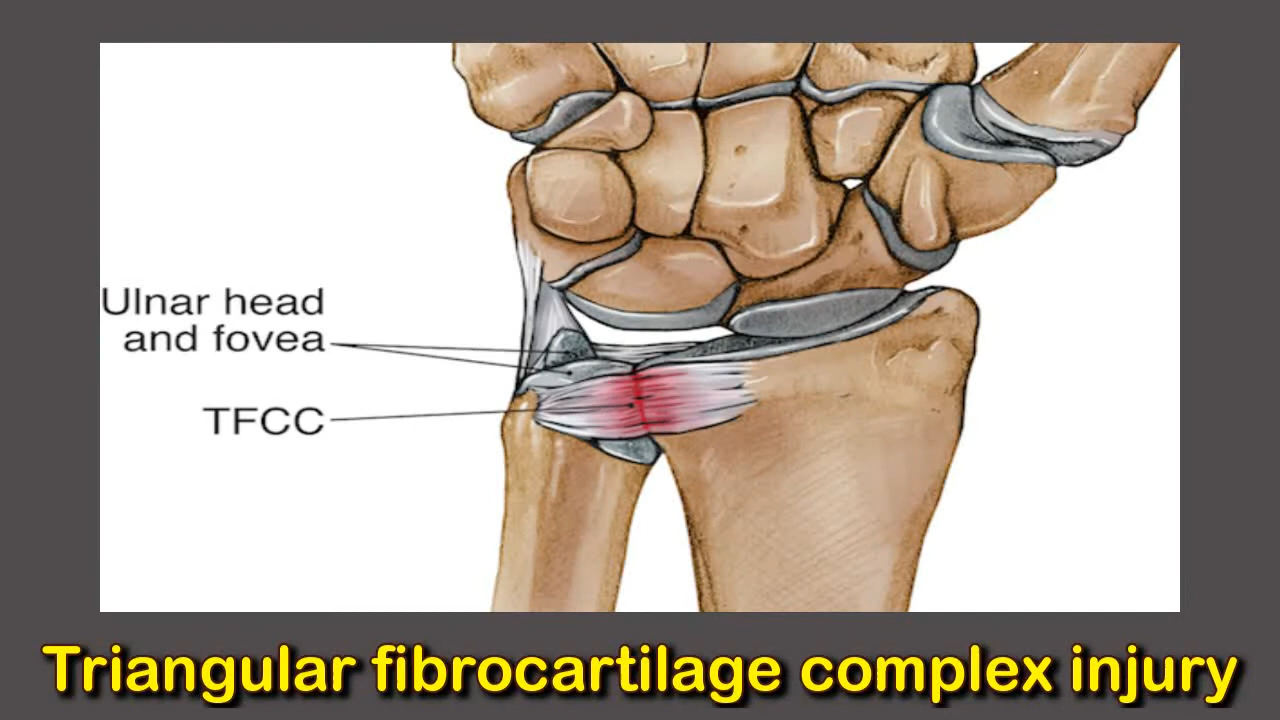 Ulnar head
and fovea
TFCC
Triangular fibrocartilage complex injury